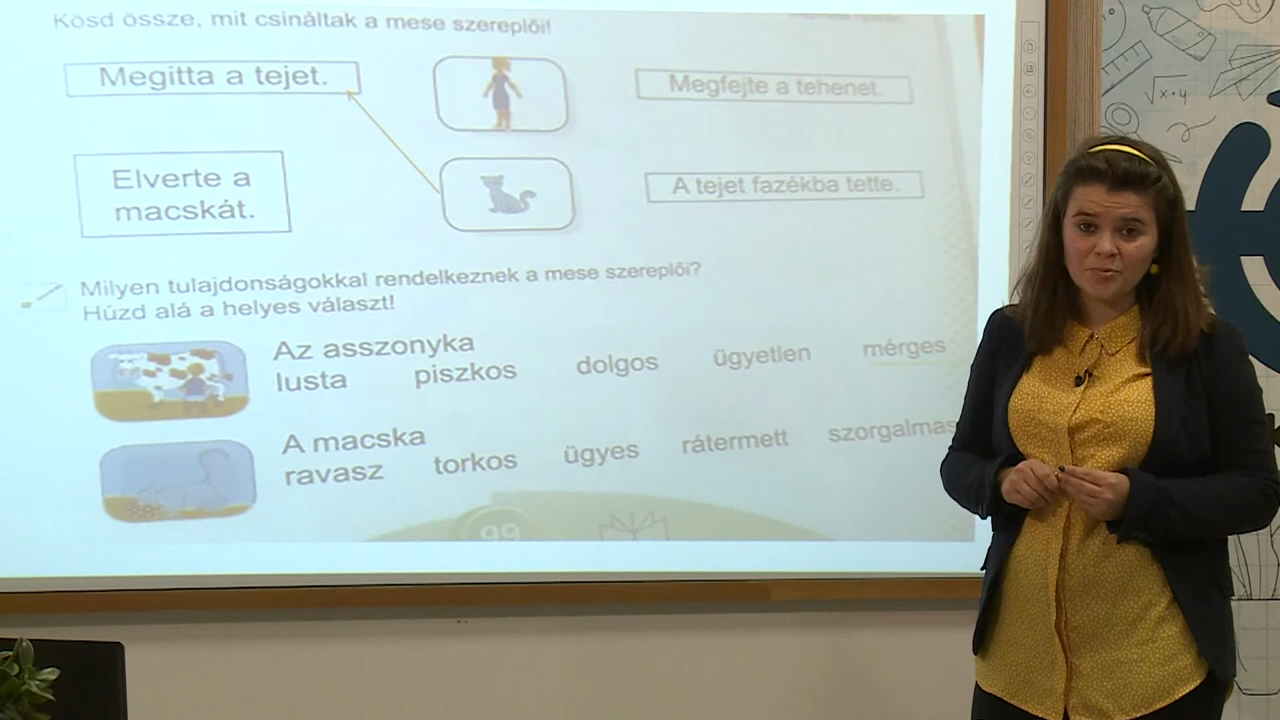 Kösd össze, mit csináltak a mese szereplői!
Megitta a tejet.
Megfejte a tehenet.
Elverte a
macskát.
A tejet fazékba tette.
Milyen tulajdonságokkal rendelkeznek a mese szereplői?
Húzd alá a helyes választ!
Az asszonyka
lusta piszkos dolgos ügyetlen mérges
A macska
ravasz torkos ügyes rátermett szorgalmas
99
√x+y